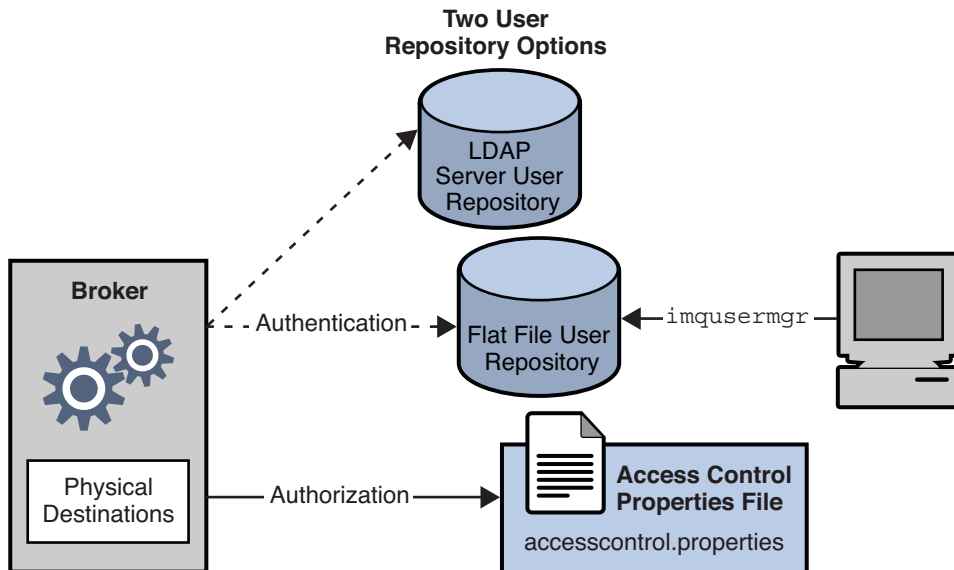 Two User
Repository Options
LDAP
Server User
Repository
Broker
Authentication
Flat File User
Repository
imqusermgr
Physical
Destinations
Authorization
Access Control
Properties File
accesscontrol.properties